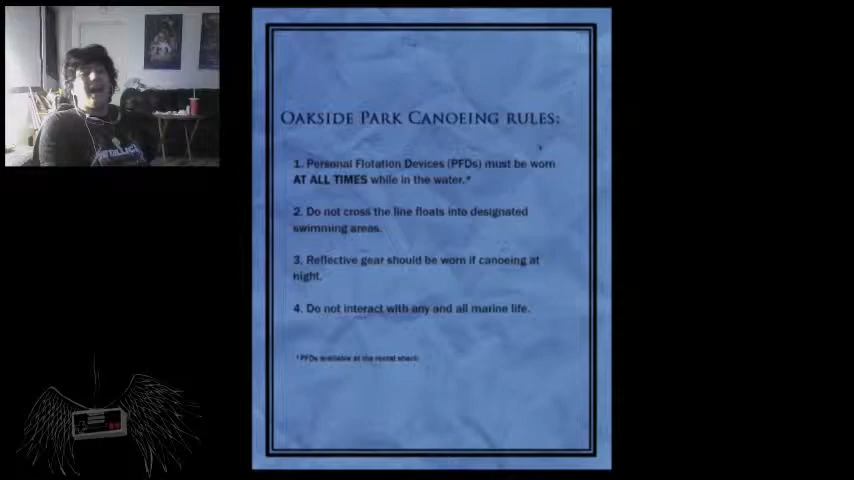 METALLICA
OAKSIDE PARK CANOEING RULES:
1. Personal Flotation Devices (PFDs) must be worn
AT ALL TIMES while in the water.*
2. Do not cross the line floats into designated
swimming areas.
3. Reflective gear should be worn if canoeing at
night.
4. Do not interact with any and all marine life.
*PFDs available at the rental shack